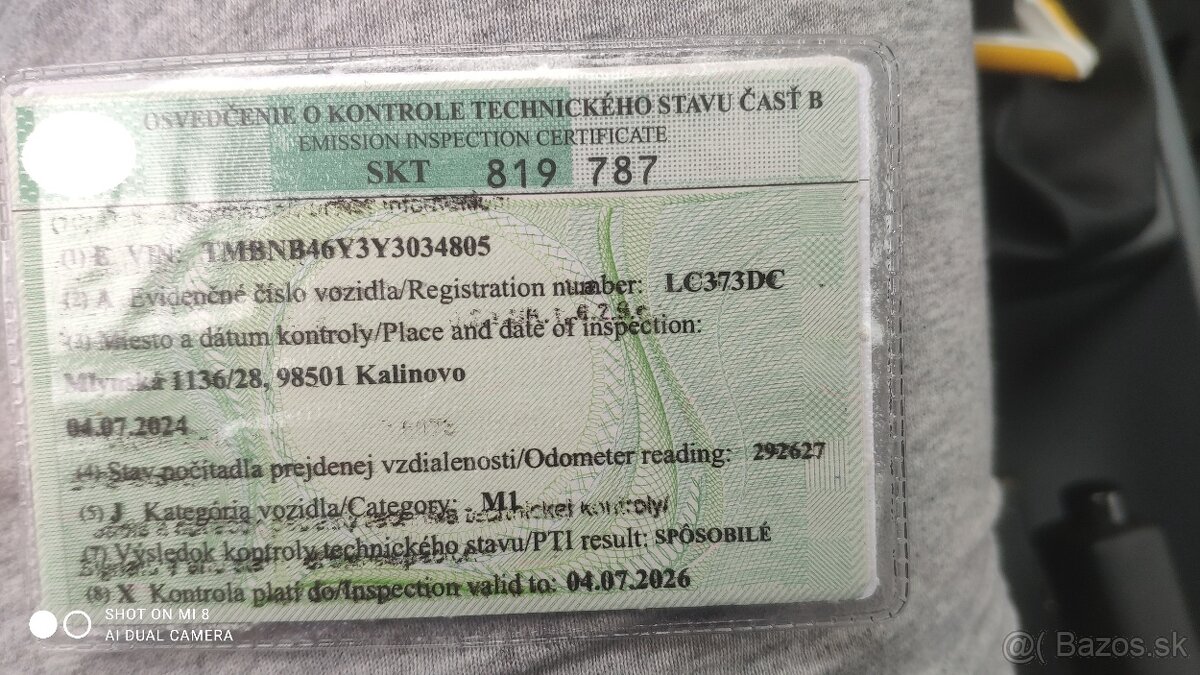 OSVEDČENIE O KONTROLE TECHNICKÉHO STAVU ČASŤ B
EMISSION INSPECTION CERTIFICATE
SKT 819 787
(1) E VIN: TMBNB46Y3Y3034805
(2) A Evidenčné číslo vozidla/Registration number: LC373DC
(3) Miesto a dátum kontroly/Place and date of inspection:
Mlynská 1136/28, 98501 Kalinovo
04.07.2024
(4) Stav počítadla prejdenej vzdialenosti/Odometer reading: 292627
(5) J Kategória vozidla/Category: M1
technickej kontroly/
(7) Výsledok kontroly technického stavu/PTI result: SPÔSOBILÉ
(8) X Kontrola platí do/Inspection valid to: 04.07.2026
SHOT ON MI 8
AI DUAL CAMERA
@( Bazos.sk